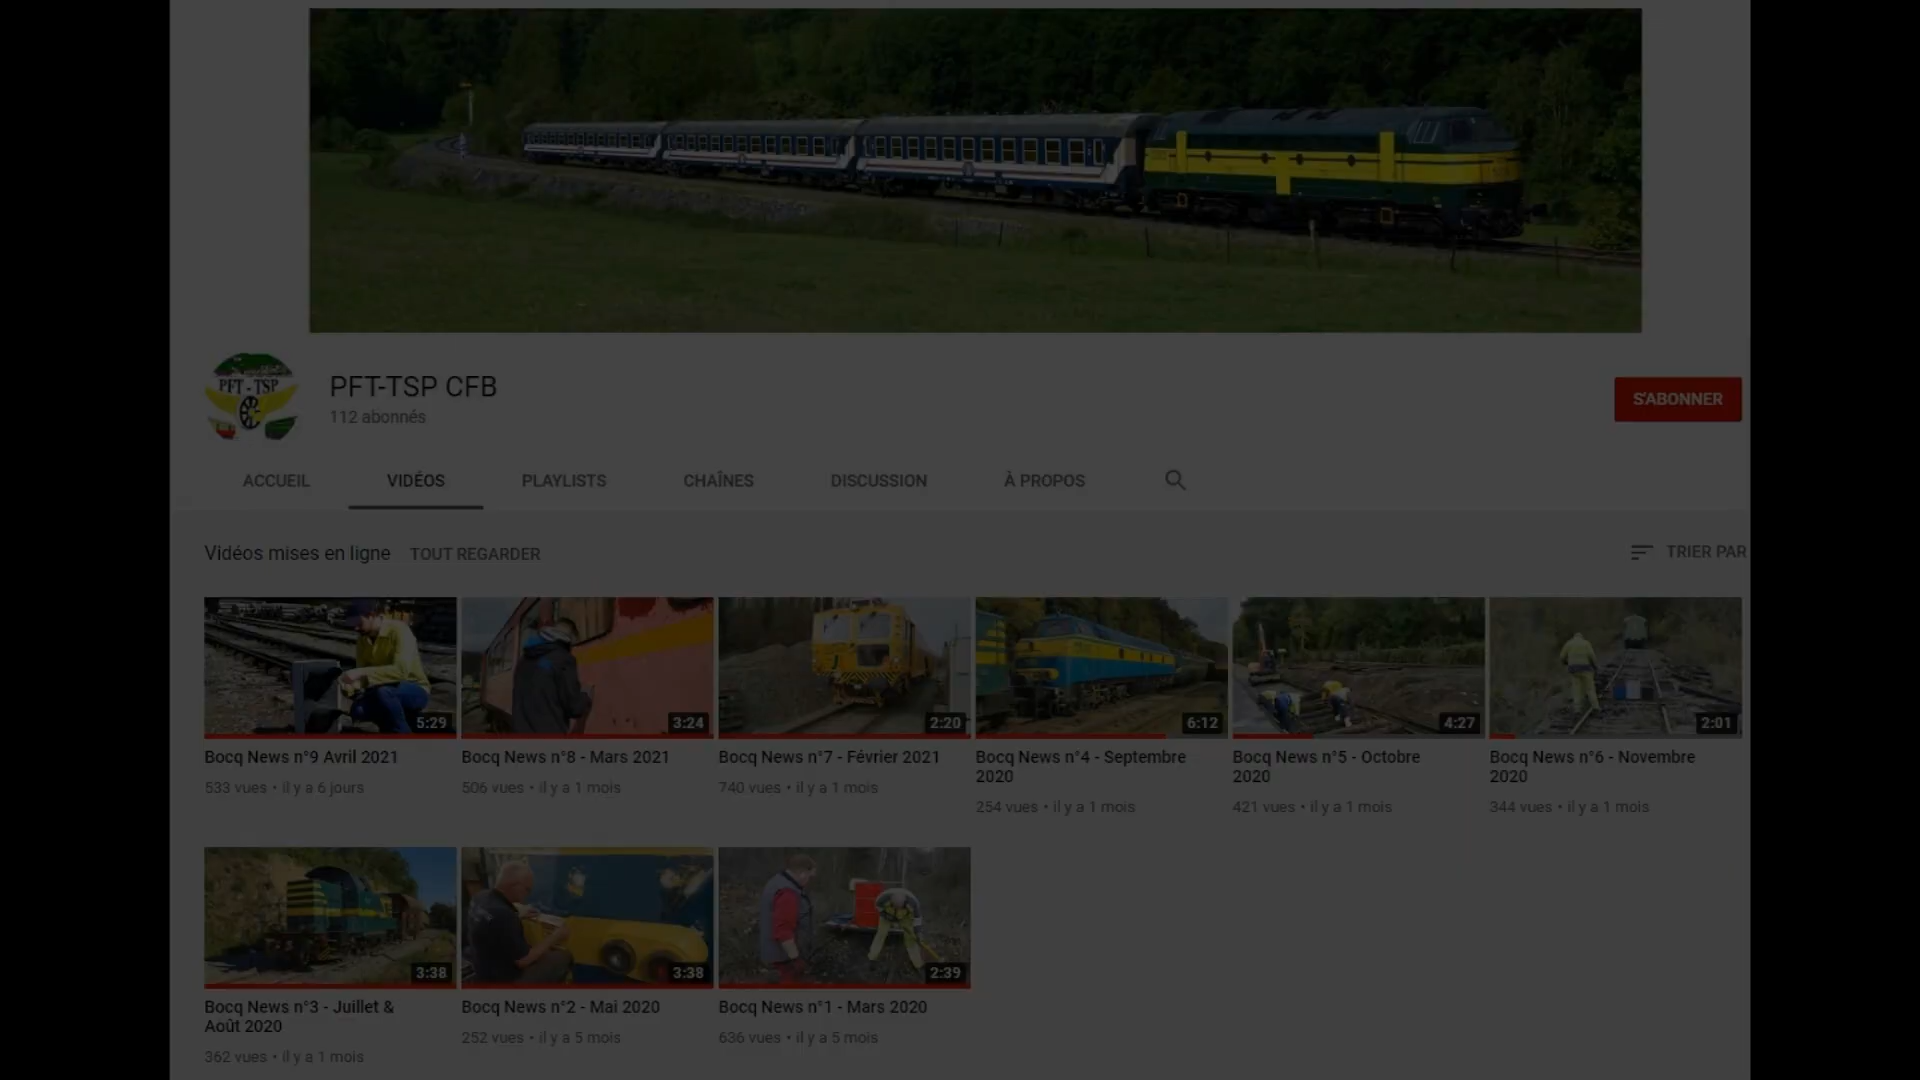 PFT - TSP
PFT-TSP CFB
112 abonnés
S'ABONNER
ACCUEIL
VIDÉOS
PLAYLISTS
CHAÎNES
DISCUSSION
À PROPOS
Vidéos mises en ligne
TOUT REGARDER
TRIER PAR
5:29
3:24
2:20
6:12
4:27
2:01
Bocq News n°9 Avril 2021
533 vues • il y a 6 jours
Bocq News n°8 - Mars 2021
506 vues • il y a 1 mois
Bocq News n°7 - Février 2021
740 vues • il y a 1 mois
Bocq News n°4 - Septembre
2020
254 vues • il y a 1 mois
Bocq News n°5 - Octobre
2020
421 vues • il y a 1 mois
Bocq News n°6 - Novembre
2020
344 vues • il y a 1 mois
3:38
3:38
2:39
Bocq News n°3 - Juillet &
Août 2020
362 vues • il y a 1 mois
Bocq News n°2 - Mai 2020
252 vues • il y a 5 mois
Bocq News n°1 - Mars 2020
636 vues • il y a 5 mois